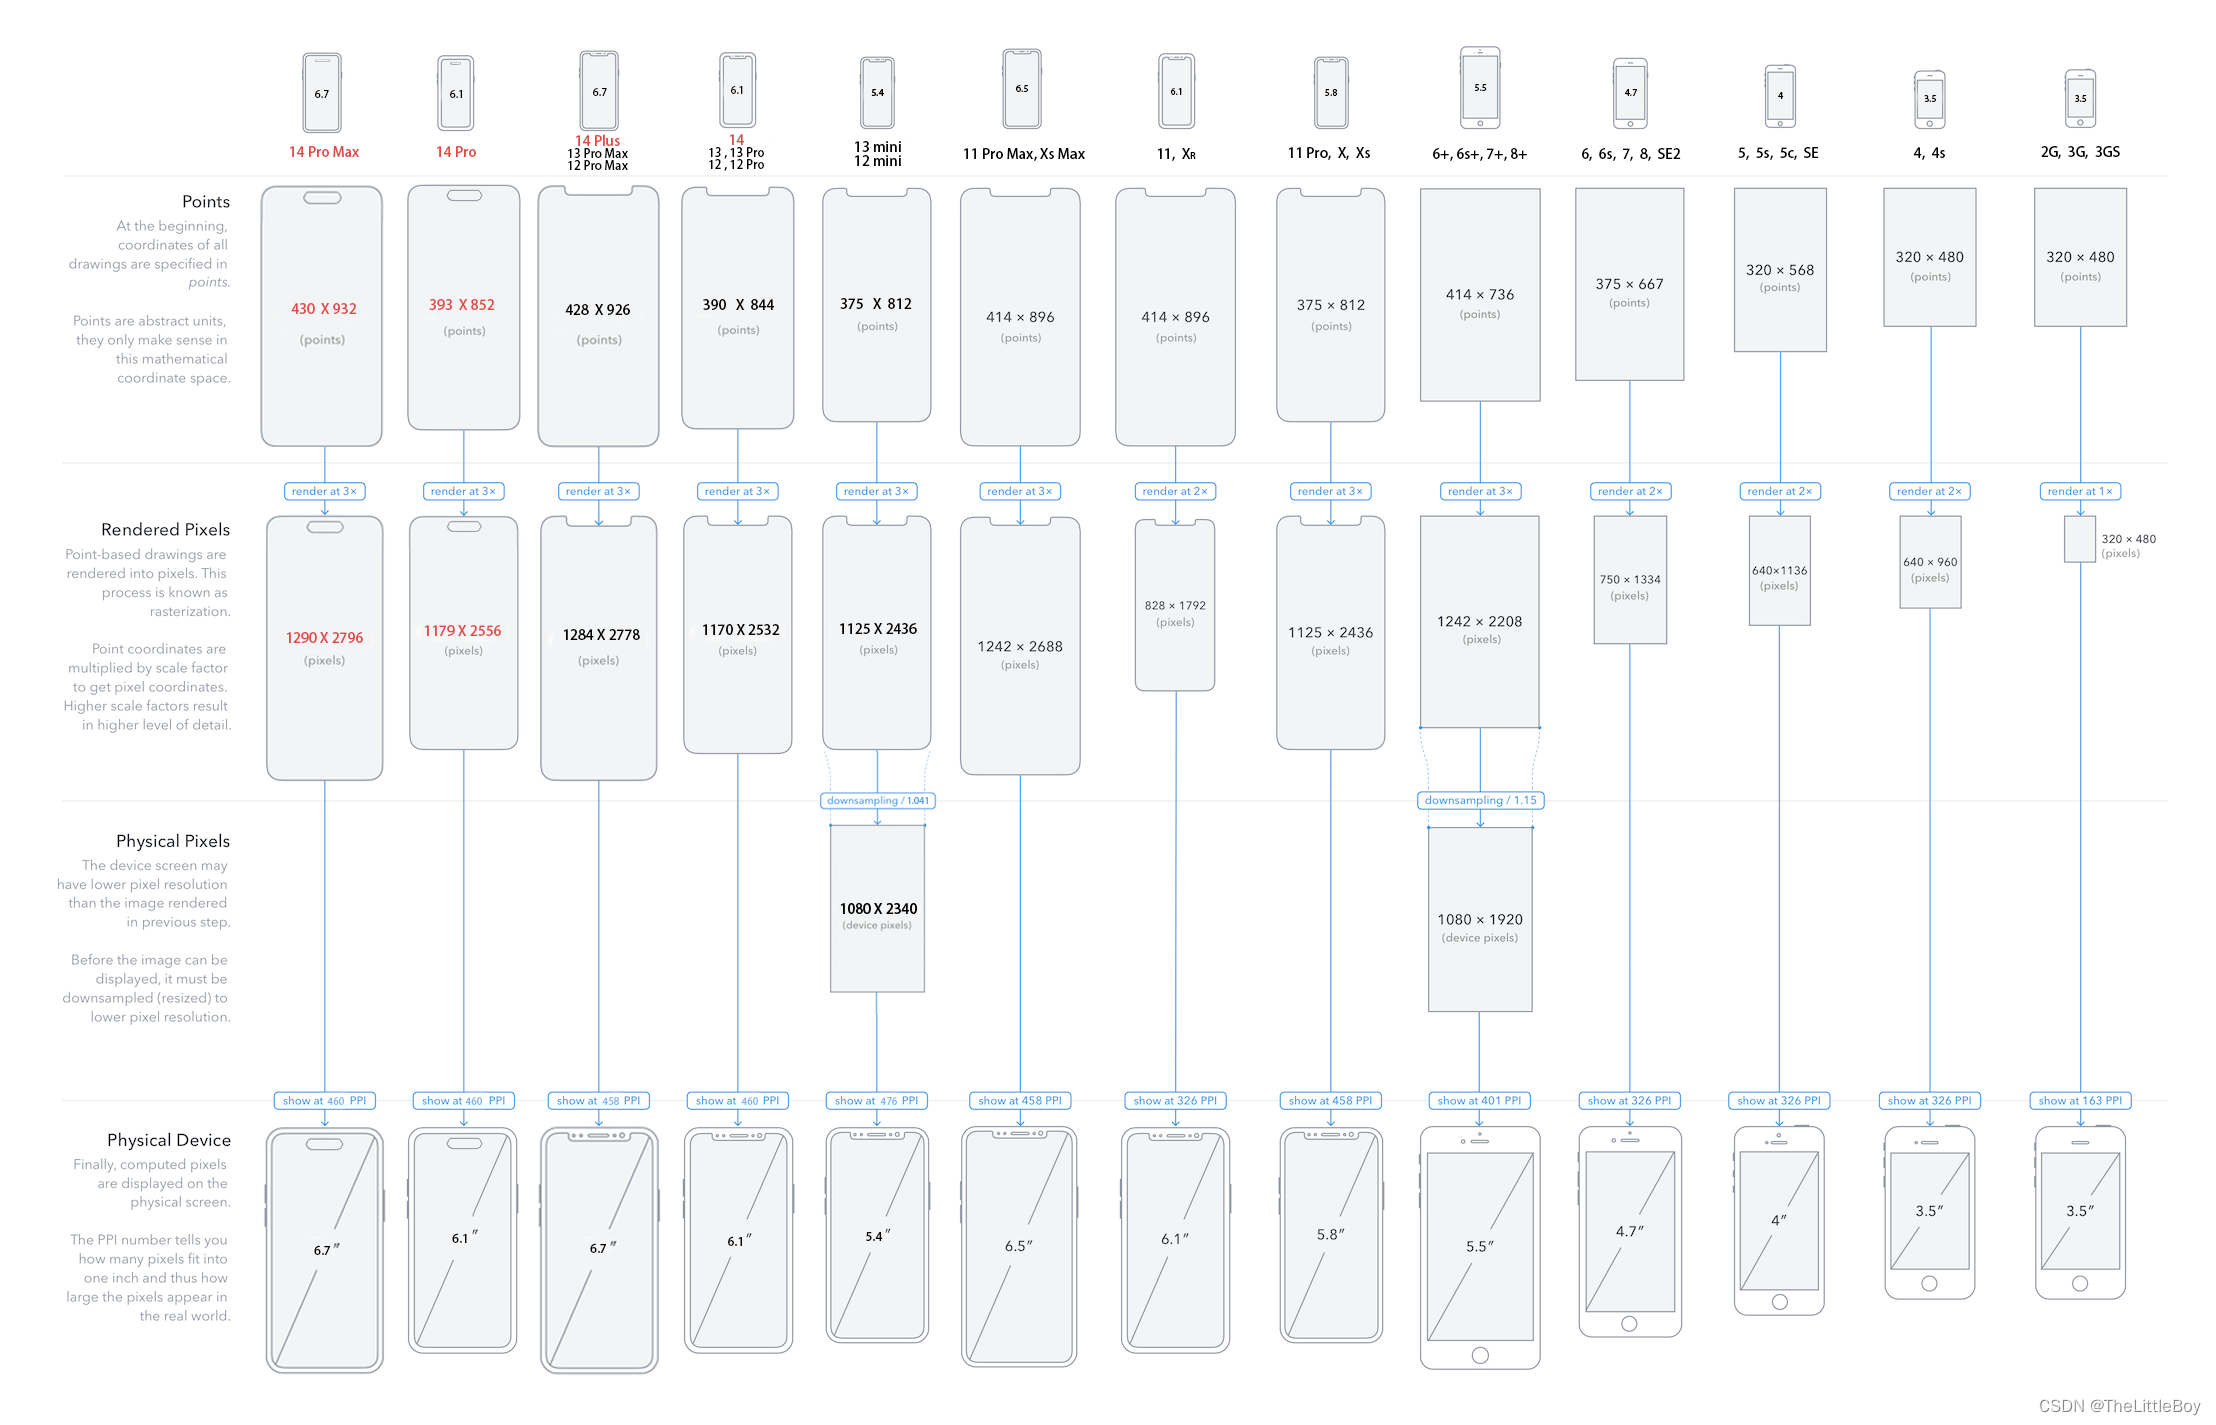 6.7
6.1
6.7
6.1
5.4
6.5
6.1
5.8
5.5
4.7
4
3.5
3.5
14 Pro Max
14 Pro
14 Plus
13 Pro Max
12 Pro Max
14
13 , 13 Pro
12 , 12 Pro
13 mini
12 mini
11 Pro Max, Xs Max
11, XR
11 Pro, X, Xs
6+, 6s+, 7+, 8+
6, 6s, 7, 8, SE2
5, 5s, 5c, SE
4, 4s
2G, 3G, 3GS
Points
At the beginning,
coordinates of all
drawings are specified in
points.
Points are abstract units,
they only make sense in
this mathematical
coordinate space.
430 X 932
(points)
393 X 852
(points)
428 X 926
(points)
390 X 844
(points)
375 X 812
(points)
414 × 896
(points)
414 × 896
(points)
375 × 812
(points)
414 × 736
(points)
375 × 667
(points)
320 × 568
(points)
320 × 480
(points)
320 × 480
(points)
render at 3×
render at 3×
render at 3×
render at 3×
render at 3×
render at 3×
render at 2×
render at 3×
render at 3×
render at 2×
render at 2×
render at 2×
render at 1×
Rendered Pixels
Point-based drawings are
rendered into pixels. This
process is known as
rasterization.
Point coordinates are
multiplied by scale factor
to get pixel coordinates.
Higher scale factors result
in higher level of detail.
1290 X 2796
(pixels)
1179 X 2556
(pixels)
1284 X 2778
(pixels)
1170 X 2532
(pixels)
1125 X 2436
(pixels)
1242 × 2688
(pixels)
828 × 1792
(pixels)
1125 × 2436
(pixels)
1242 × 2208
(pixels)
750 × 1334
(pixels)
640×1136
(pixels)
640 × 960
(pixels)
320 × 480
(pixels)
downsampling / 1.041
downsampling / 1.15
Physical Pixels
The device screen may
have lower pixel resolution
than the image rendered
in previous step.
Before the image can be
displayed, it must be
downsampled (resized) to
lower pixel resolution.
1080 X 2340
(device pixels)
1080 × 1920
(device pixels)
show at 460 PPI
show at 460 PPI
show at 458 PPI
show at 460 PPI
show at 476 PPI
show at 458 PPI
show at 326 PPI
show at 458 PPI
show at 401 PPI
show at 326 PPI
show at 326 PPI
show at 326 PPI
show at 163 PPI
Physical Device
Finally, computed pixels
are displayed on the
physical screen.
The PPI number tells you
how many pixels fit into
one inch and thus how
large the pixels appear in
the real world.
6.7″
6.1″
6.7″
6.1″
5.4″
6.5″
6.1″
5.8″
5.5″
4.7″
4″
3.5″
3.5″
CSDN @TheLittleBoy